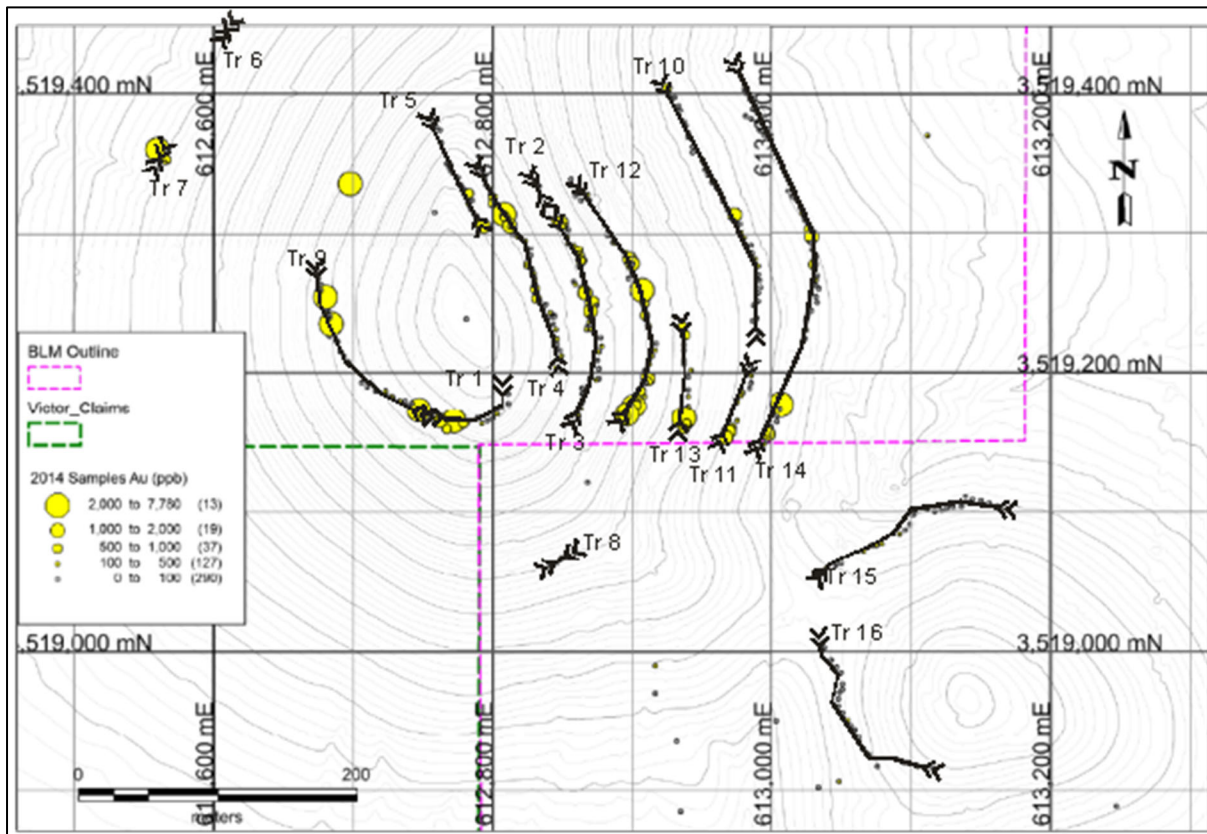 Tr 6
612,600 mE
612,800 mE
613,000 mE
613,200 mE
,519,400 mN
3,519,400 mN
Tr 5
Tr 10
Tr 2
Tr 12
Tr 7
N
Tr 9
Tr 1
Tr 4
3,519,200 mN
Tr 3
Tr 13
Tr 11
Tr 14
BLM Outline
Victor_Claims
2014 Samples Au (ppb)
2,000 to 7,780 (13)
1,000 to 2,000 (19)
500 to 1,000 (37)
100 to 500 (127)
0 to 100 (290)
Tr 8
Tr 15
Tr 16
,519,000 mN
3,519,000 mN
0 200
meters
612,800 mE
613,000 mE
613,200 mE